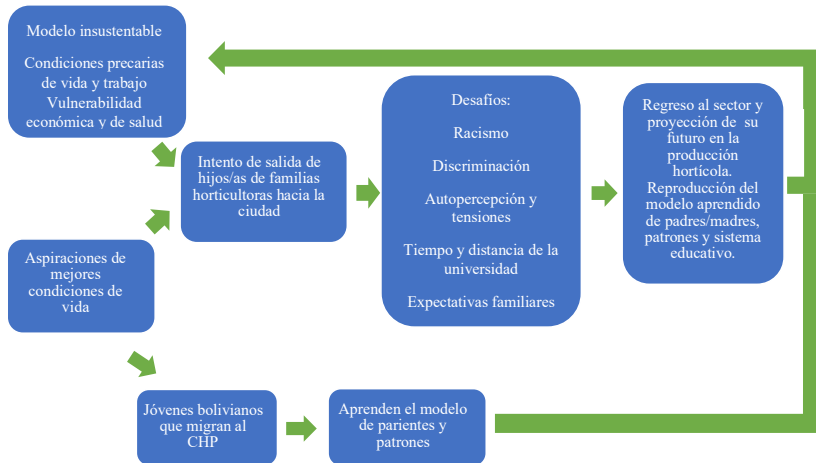 Modelo insustentable
Condiciones precarias
de vida y trabajo
Vulnerabilidad
económica y de salud
Intento de salida de
hijos/as de familias
horticultoras hacia la
ciudad
Aspiraciones de
mejores
condiciones de
vida
Desafíos:
Racismo
Discriminación
Autopercepción y
tensiones
Tiempo y distancia de la
universidad
Expectativas familiares
Regreso al sector y
proyección de su
futuro en la
producción
hortícola.
Reproducción del
modelo aprendido
de padres/madres,
patrones y sistema
educativo.
Jóvenes bolivianos
que migran al
CHP
Aprenden el modelo
de parientes y
patrones